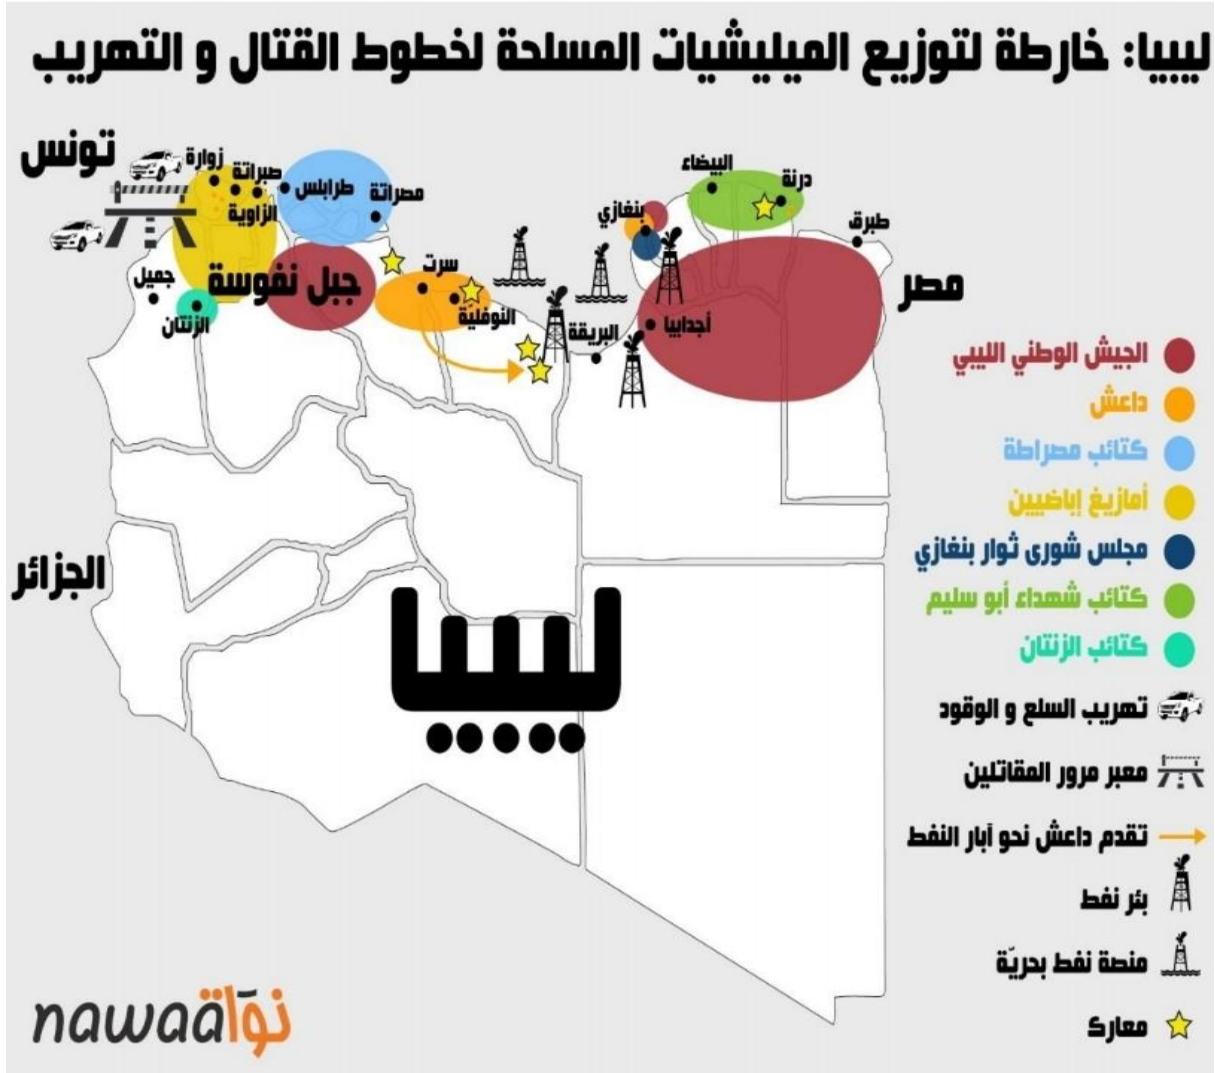 ليبيا: خارطة لتوزيع الميليشيات المسلحة لخطوط القتال و التهريب
تونس
زوارة
صبراتة
الزاوية
طرابلس
مصراتة
البيضاء
درنة
بنغازي
طبرق
مصر
جبل نفوسة
جميل
الزنتان
سرت
النوفليّة
البريقة
أجدابيا
الجزائر
ليبيا
الجيش الوطني الليبي
داعش
كتائب مصراطة
أمازيغ إباضيين
مجلس شورى ثوار بنغازي
كتائب شهداء أبو سليم
كتائب الزنتان
تهريب السلع و الوقود
معبر مرور المقاتلين
تقدم داعش نحو آبار النفط
بئر نفط
منصة نفط بحريّة
معارك
nawaaة نوآة